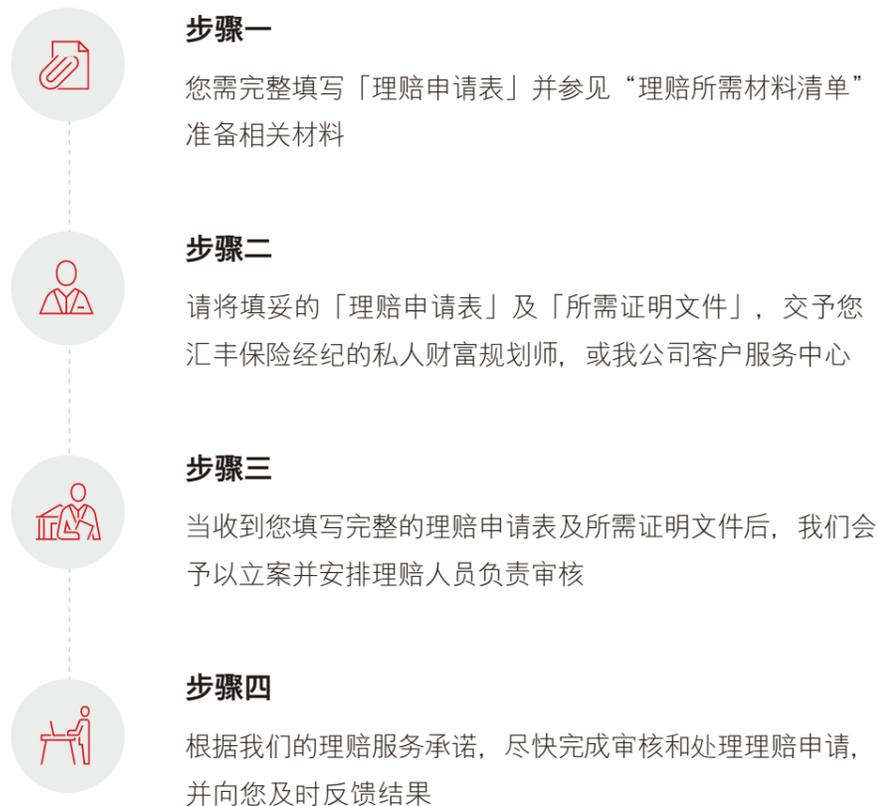 步骤一
您需完整填写「理赔申请表」并参见“理赔所需材料清单”
准备相关材料
步骤二
请将填妥的「理赔申请表」及「所需证明文件」，交予您
汇丰保险经纪的私人财富规划师，或我公司客户服务中心
步骤三
当收到您填写完整的理赔申请表及所需证明文件后，我们会
予以立案并安排理赔人员负责审核
步骤四
根据我们的理赔服务承诺，尽快完成审核和处理理赔申请，
并向您及时反馈结果